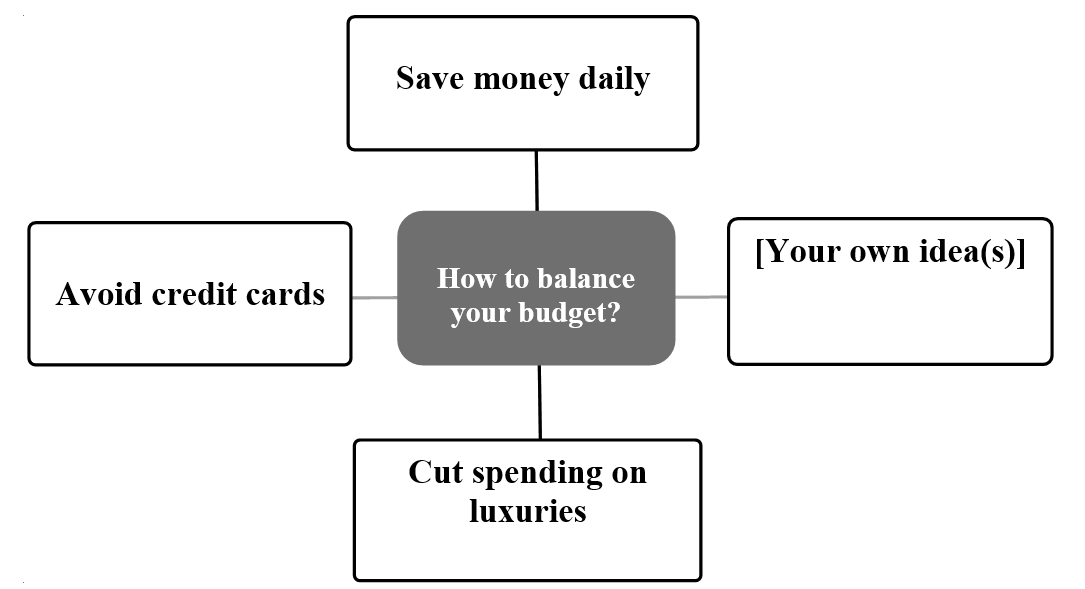 Save money daily
Avoid credit cards
How to balance
your budget?
[Your own idea(s)]
Cut spending on
luxuries